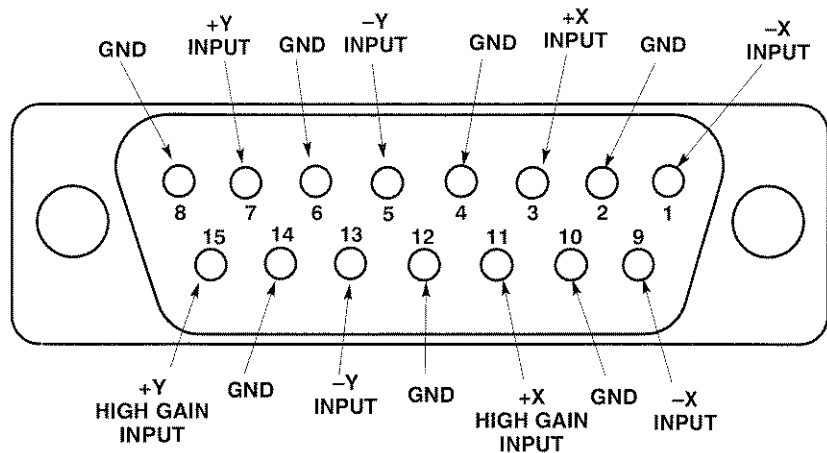 GND
+Y
INPUT
GND
–Y
INPUT
GND
+X
INPUT
GND
–X
INPUT
8 7 6 5 4 3 2 1
15 14 13 12 11 10 9
+Y
HIGH GAIN
INPUT
GND
–Y
INPUT
GND
+X
HIGH GAIN
INPUT
GND
–X
INPUT